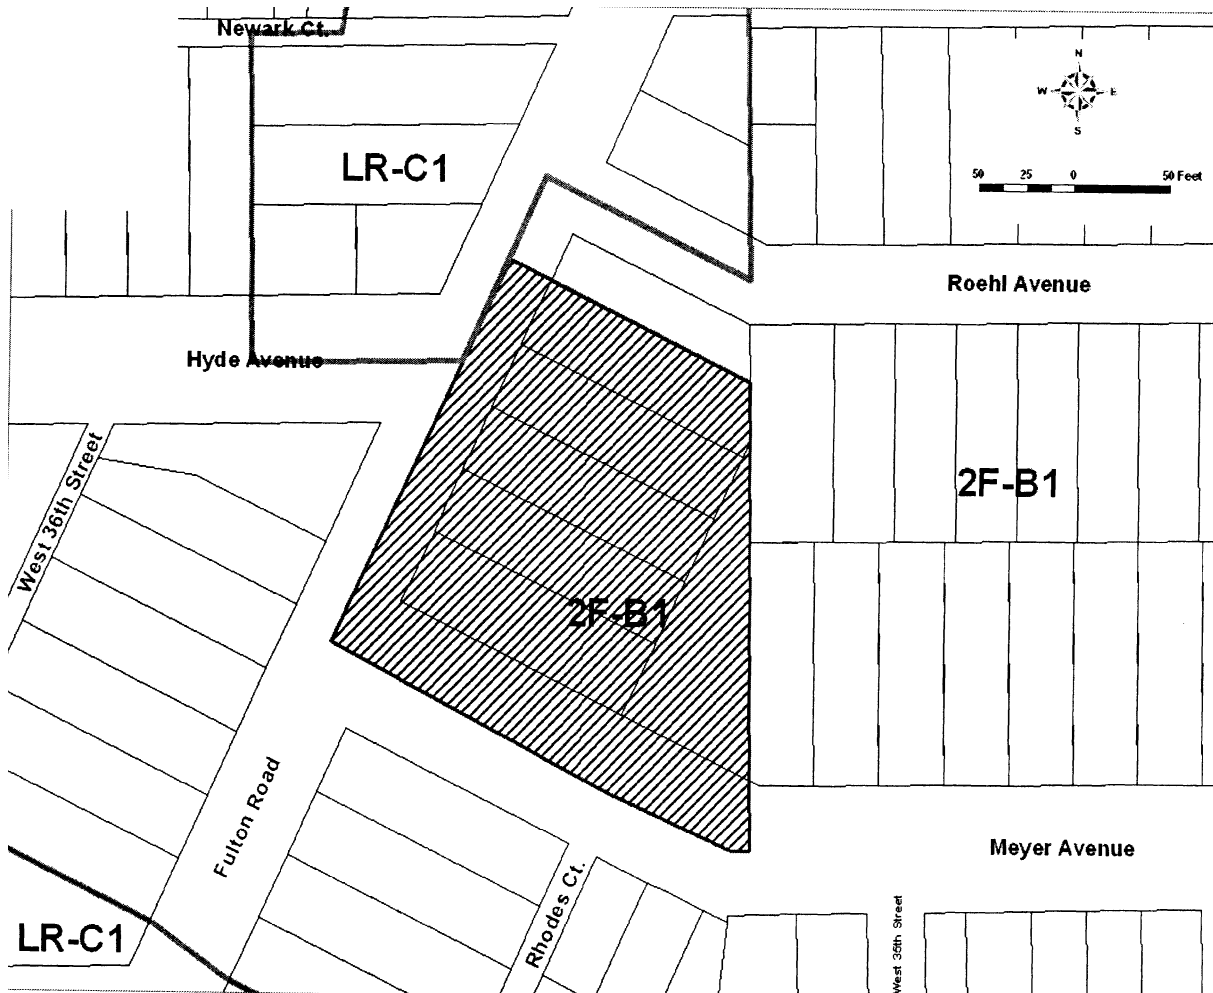 Newark Ct.
N
W
E
S
LR-C1
50
25
0
50 Feet
Roehl Avenue
Hyde Avenue
West 36th Street
2F-B1
2F-B1
Fulton Road
Meyer Avenue
Rhodes Ct.
West 35th Street
LR-C1